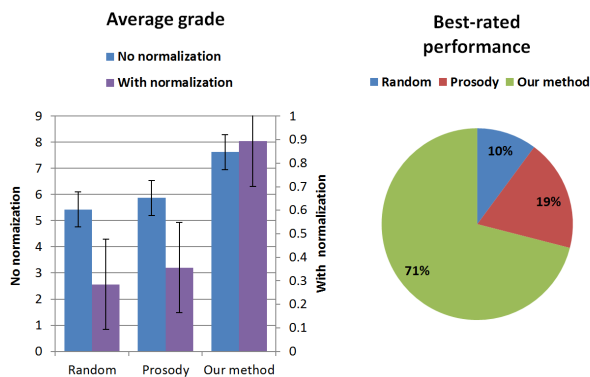 Average grade
No normalization
With normalization
9
8
7
6
5
4
3
2
1
0
No normaization
1
0.9
0.8
0.7
0.6
0.5
0.4
0.3
0.2
0.1
0
With normalization
Random Prosody Our method
Best-rated
performance
Random Prosody Our method
10%
19%
71%